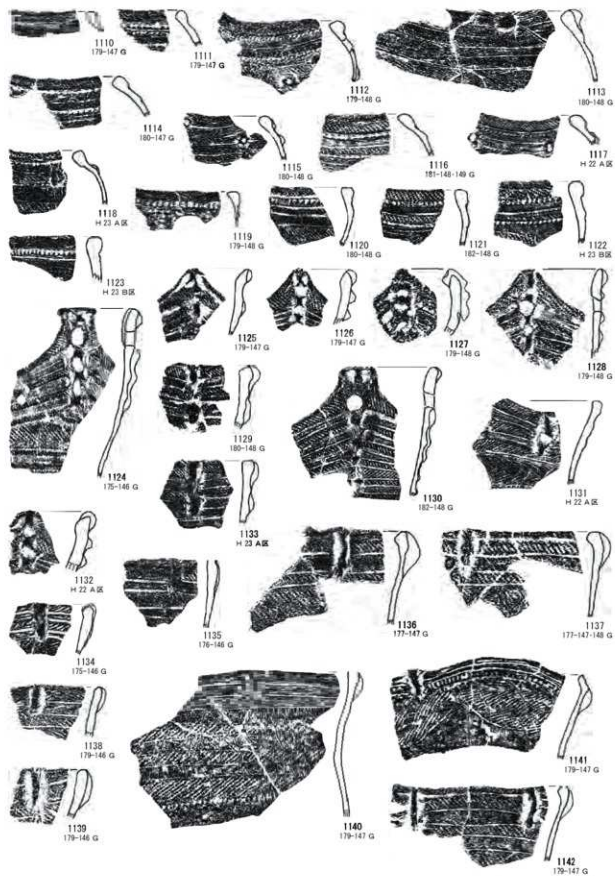 1110
179-147 G
1111
179-147 G
1112
179-148 G
1113
180-148 G
1114
180-147 G
1115
180-148 G
1116
181-148・149 G
1117
H 22 A区
1118
H 23 A区
1119
179-148 G
1120
180-148 G
1121
182-148 G
1122
H 23 B区
1123
H 23 B区
1124
175-146 G
1125
179-147 G
1126
179-147 G
1127
179-148 G
1128
179-148 G
1129
180-148 G
1130
182-148 G
1131
H 22 A区
1132
H 22 A区
1133
H 23 A区
1134
175-146 G
1135
176-146 G
1136
177-147 G
1137
177-147・148 G
1138
179-146 G
1139
179-146 G
1140
179-147 G
1141
179-147 G
1142
179-147 G